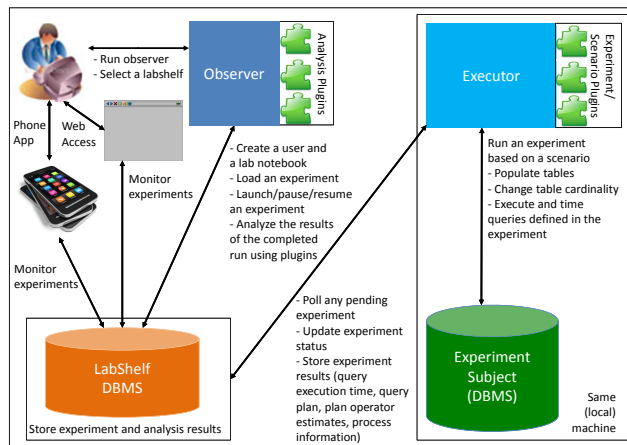 - Run observer
- Select a labshelf
Observer
Analysis Plugins
Executor
Experiment/
Scenario Plugins
Phone
App
Web
Access
Monitor
experiments
- Create a user and
a lab notebook
- Load an experiment
- Launch/pause/resume
an experiment
- Analyze the results
of the completed
run using plugins
Run an experiment
based on a scenario
- Populate tables
- Change table cardinality
- Execute and time
queries defined in the
experiment
Monitor
experiments
- Poll any pending
experiment
- Update experiment
status
- Store experiment
results (query
execution time, query
plan, plan operator
estimates, process
information)
LabShelf
DBMS
Store experiment and analysis results
Experiment
Subject
(DBMS)
Same
(local)
machine